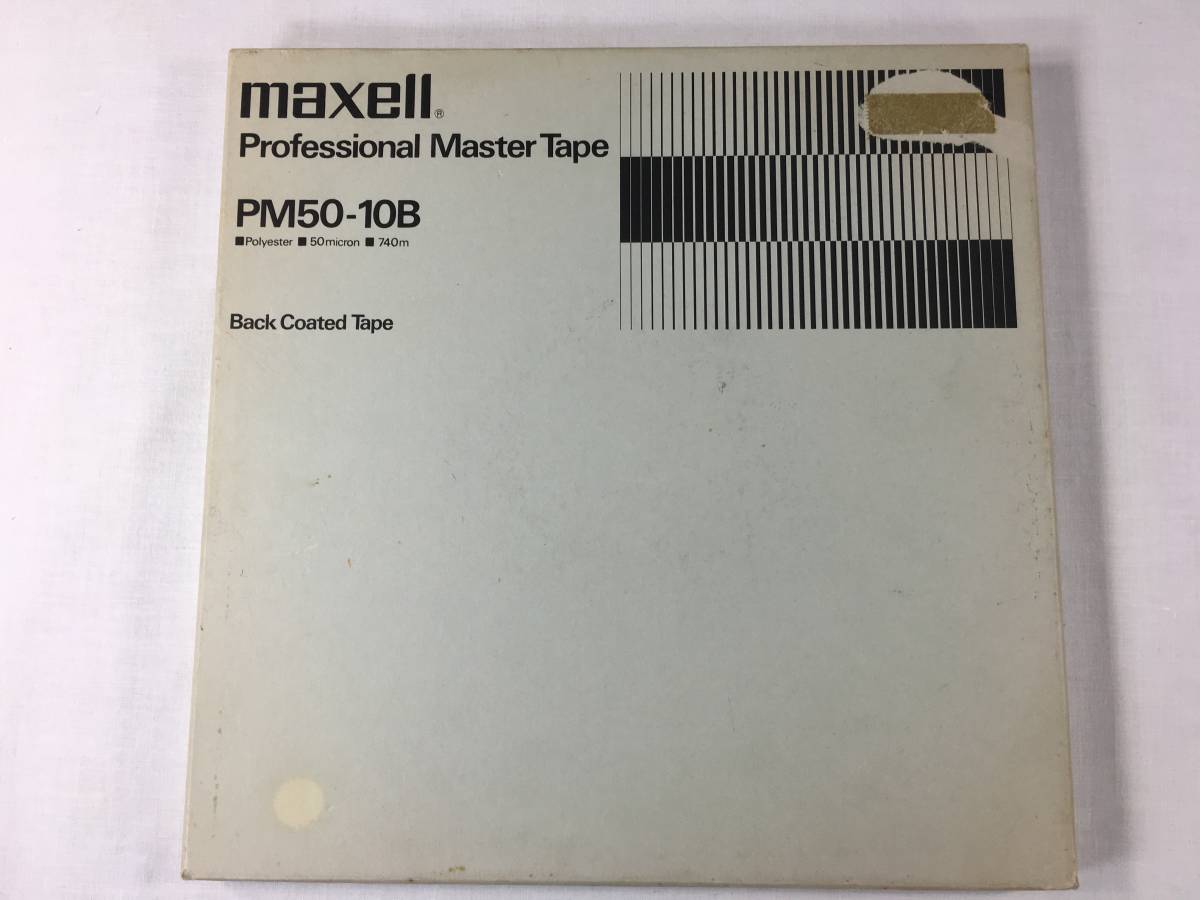 maxell®
Professional Master Tape
PM50-10B
■Polyester ■50micron ■740m
Back Coated Tape